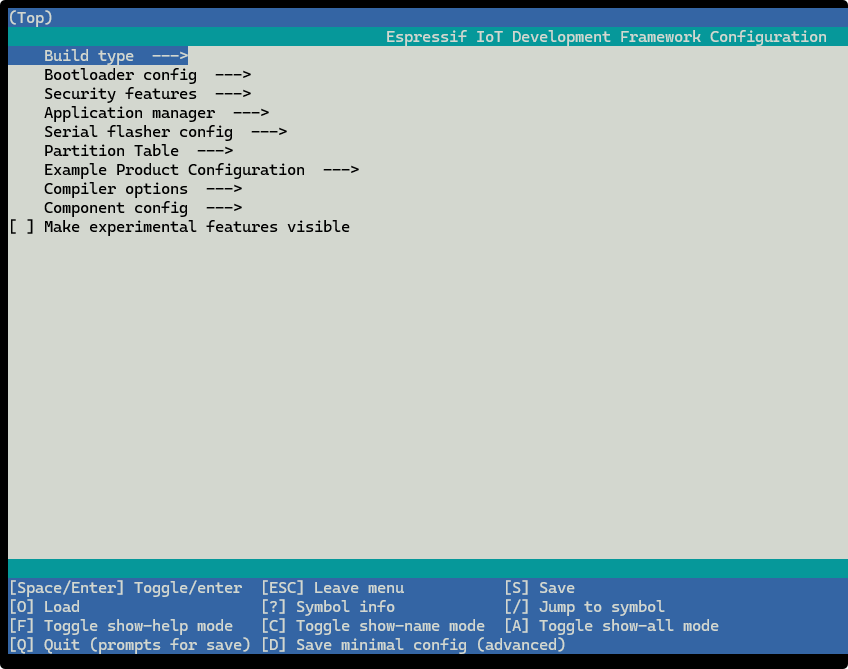 (Top)
Espressif IoT Development Framework Configuration
Build type  --->
Bootloader config  --->
Security features  --->
Application manager  --->
Serial flasher config  --->
Partition Table  --->
Example Product Configuration  --->
Compiler options  --->
Component config  --->
[ ] Make experimental features visible
[Space/Enter] Toggle/enter  [ESC] Leave menu           [S] Save
[O] Load                    [?] Symbol info            [/] Jump to symbol
[F] Toggle show-help mode   [C] Toggle show-name mode  [A] Toggle show-all mode
[Q] Quit (prompts for save) [D] Save minimal config (advanced)